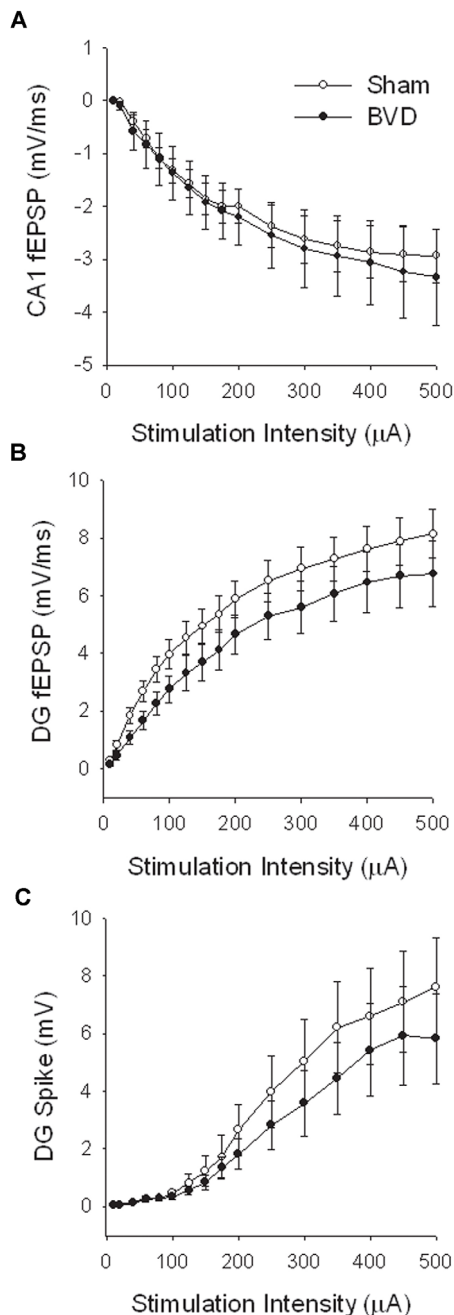 A
1
0
-1
-2
-3
-4
-5
CA1 fEPSP (mV/ms)
Sham
BVD
0 100 200 300 400 500
Stimulation Intensity (μA)
B
10
8
6
4
2
0
DG fEPSP (mV/ms)
0 100 200 300 400 500
Stimulation Intensity (μA)
C
10
8
6
4
2
0
DG Spike (mV)
0 100 200 300 400 500
Stimulation Intensity (μA)